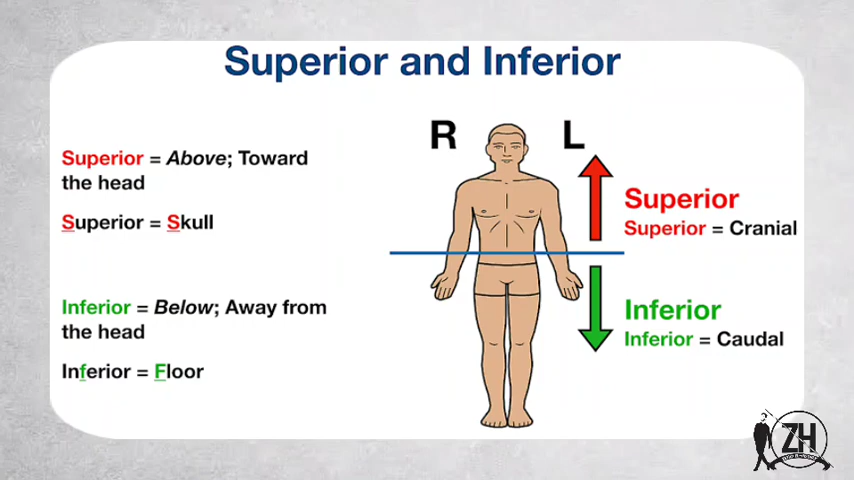 Superior and Inferior
Superior = Above; Toward
the head
Superior = Skull
Inferior = Below; Away from
the head
Inferior = Floor
R L
Superior
Superior = Cranial
Inferior
Inferior = Caudal
ZH